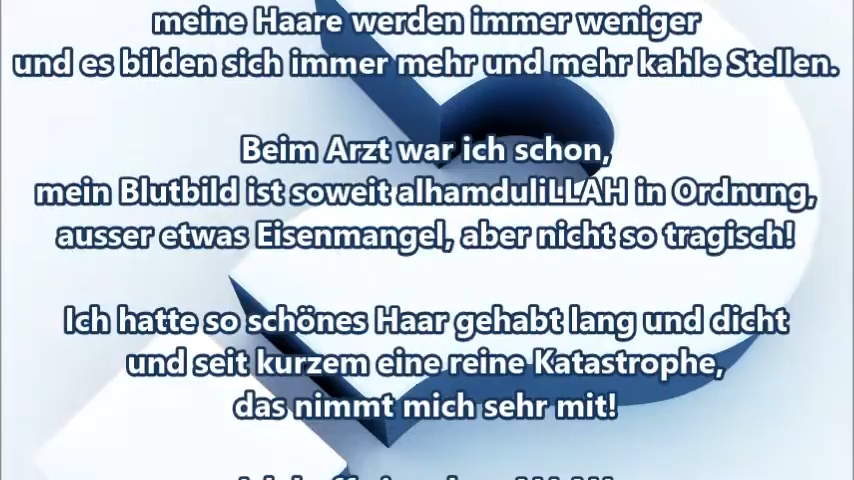 meine Haare werden immer weniger
und es bilden sich immer mehr und mehr kahle Stellen.
Beim Arzt war ich schon,
mein Blutbild ist soweit alhamduliLLAH in Ordnung,
ausser etwas Eisenmangel, aber nicht so tragisch!
Ich hatte so schönes Haar gehabt lang und dicht
und seit kurzem eine reine Katastrophe,
das nimmt mich sehr mit!